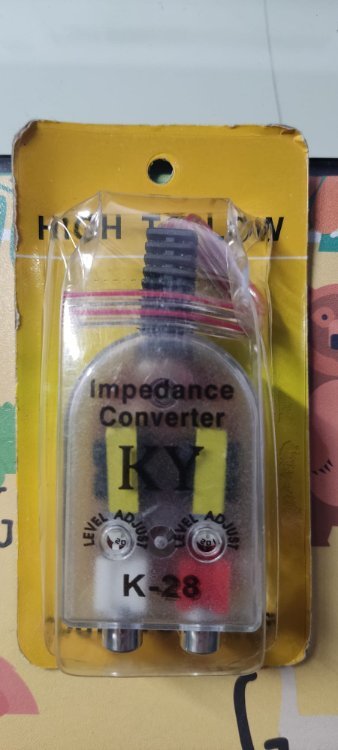 HIGH TO LOW
Impedance
Converter
KY
LEVEL ADJUST
LEVEL ADJUST
K-28